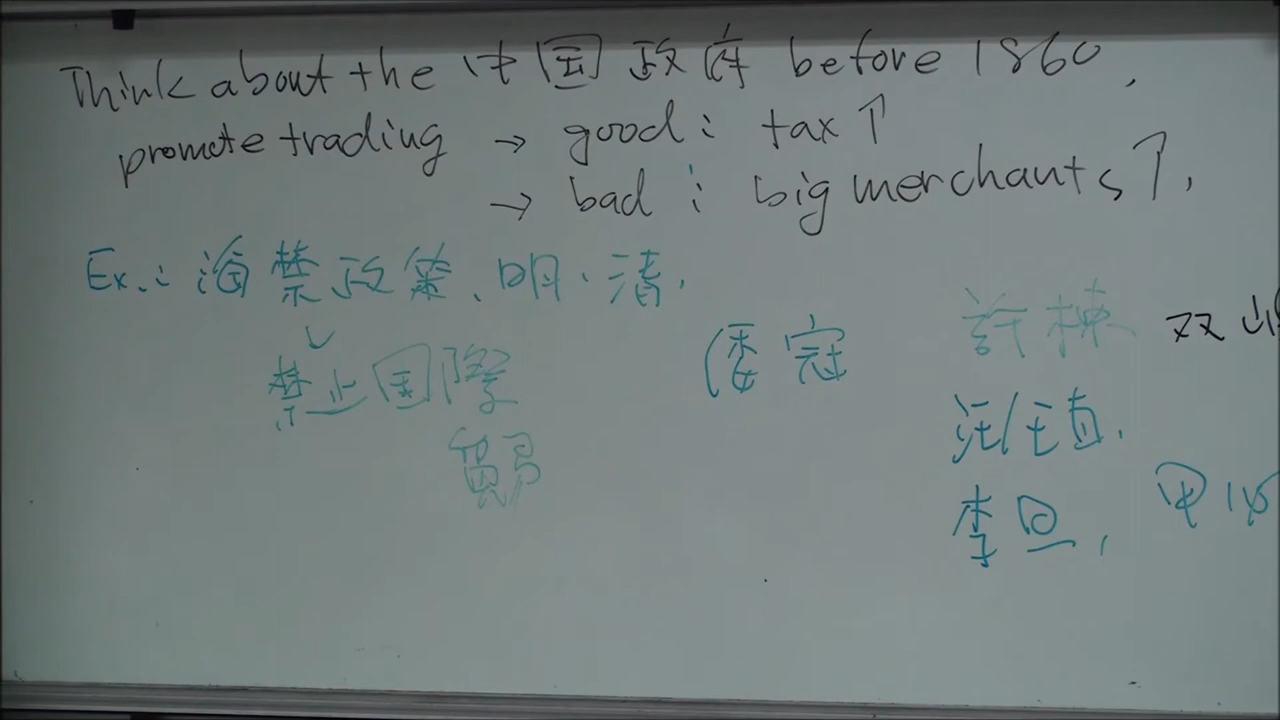 Think about the 中国政府 before 1860,
promote trading → good: tax ↑
→ bad: big merchants ↑,
Ex.: 海禁政策、明、清.
禁止国際
貿易
倭寇
許棟 双山
汪/王直.
李旦,